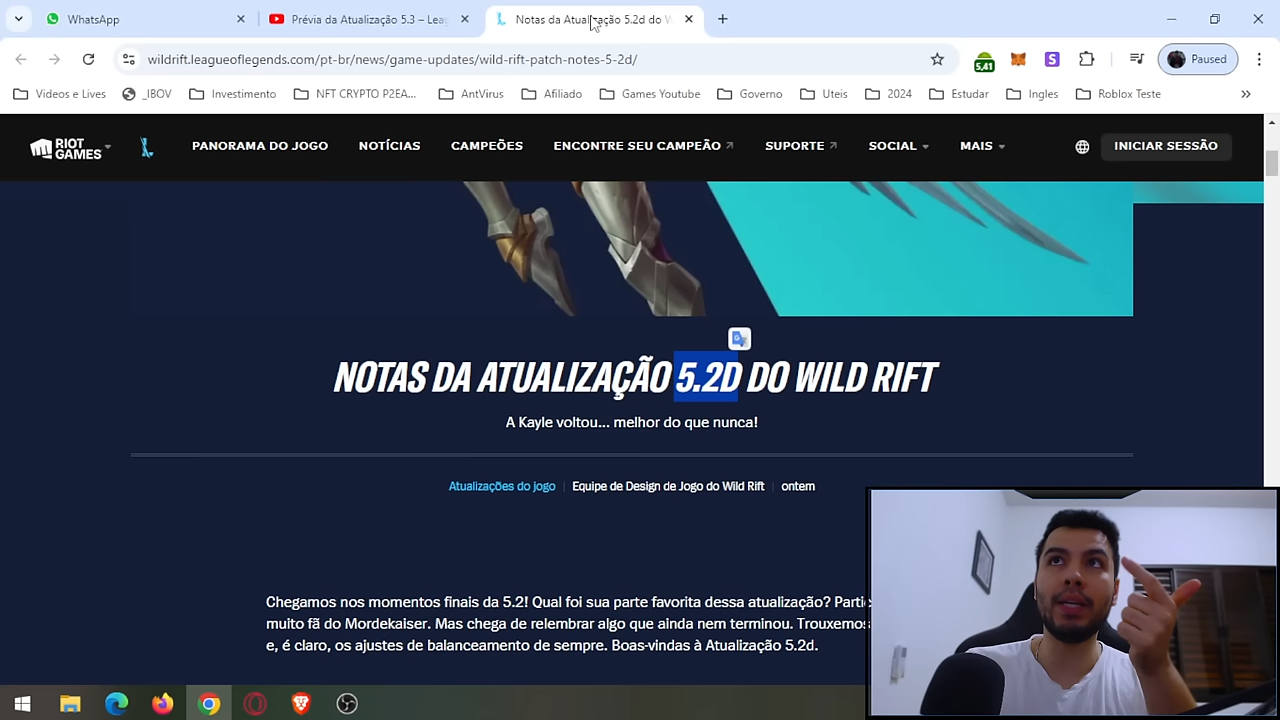 WhatsApp
Prévia da Atualização 5.3 – Lea
Notas da Atualização 5.2d do W
wildrift.leagueoflegends.com/pt-br/news/game-updates/wild-rift-patch-notes-5-2d/
5,41
S
Paused
Videos e Lives
_IBOV
Investimento
NFT CRYPTO P2EA...
AntVirus
Afiliado
Games Youtube
Governo
Uteis
2024
Estudar
Ingles
Roblox Teste
RIOT
GAMES
PANORAMA DO JOGO
NOTÍCIAS
CAMPEÕES
ENCONTRE SEU CAMPEÃO
SUPORTE
SOCIAL
MAIS
INICIAR SESSÃO
NOTAS DA ATUALIZAÇÃO 5.2D DO WILD RIFT
A Kayle voltou... melhor do que nunca!
Atualizações do jogo
Equipe de Design de Jogo do Wild Rift
ontem
Chegamos nos momentos finais da 5.2! Qual foi sua parte favorita dessa atualização?
muito fã do Mordekaiser. Mas chega de relembrar algo que ainda nem terminou. Trouxemos
e, é claro, os ajustes de balanceamento de sempre. Boas-vindas à Atualização 5.2d.